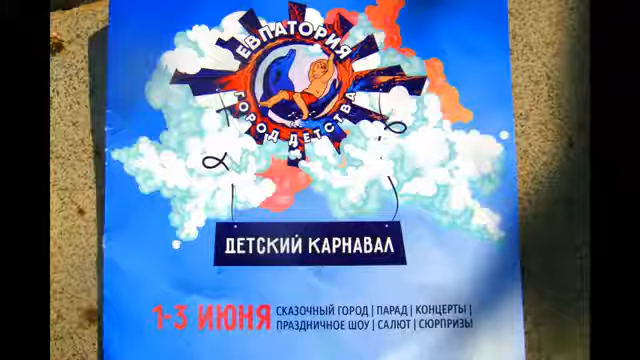 ЕВПАТОРИЯ
ГОРОД ДЕТСТВА
ДЕТСКИЙ КАРНАВАЛ
1-3 ИЮНЯ
СКАЗОЧНЫЙ ГОРОД | ПАРАД | КОНЦЕРТЫ |
ПРАЗДНИЧНОЕ ШОУ | САЛЮТ | СЮРПРИЗЫ